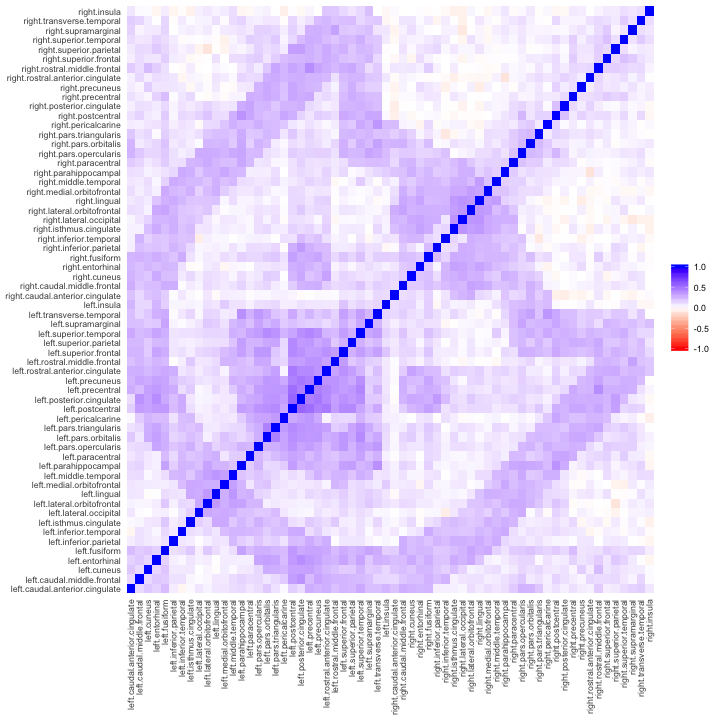 right.insula
right.transverse.temporal
right.supramarginal
right.superior.temporal
right.superior.parietal
right.superior.frontal
right.rostral.middle.frontal
right.rostral.anterior.cingulate
right.precuneus
right.precentral
right.posterior.cingulate
right.postcentral
right.pericalcarine
right.pars.triangularis
right.pars.orbitalis
right.pars.opercularis
right.paracentral
right.parahippocampal
right.middle.temporal
right.medial.orbitofrontal
right.lingual
right.lateral.orbitofrontal
right.lateral.occipital
right.isthmus.cingulate
right.inferior.temporal
right.inferior.parietal
right.fusiform
right.entorhinal
right.cuneus
right.caudal.middle.frontal
right.caudal.anterior.cingulate
left.insula
left.transverse.temporal
left.supramarginal
left.superior.temporal
left.superior.parietal
left.superior.frontal
left.rostral.middle.frontal
left.rostral.anterior.cingulate
left.precuneus
left.precentral
left.posterior.cingulate
left.postcentral
left.pericalcarine
left.pars.triangularis
left.pars.orbitalis
left.pars.opercularis
left.paracentral
left.parahippocampal
left.middle.temporal
left.medial.orbitofrontal
left.lingual
left.lateral.orbitofrontal
left.lateral.occipital
left.isthmus.cingulate
left.inferior.temporal
left.inferior.parietal
left.fusiform
left.entorhinal
left.cuneus
left.caudal.middle.frontal
left.caudal.anterior.cingulate
left.caudal.anterior.cingulate
left.caudal.middle.frontal
left.cuneus
left.entorhinal
left.fusiform
left.inferior.parietal
left.inferior.temporal
left.isthmus.cingulate
left.lateral.occipital
left.lateral.orbitofrontal
left.lingual
left.medial.orbitofrontal
left.middle.temporal
left.parahippocampal
left.paracentral
left.pars.opercularis
left.pars.orbitalis
left.pars.triangularis
left.pericalcarine
left.postcentral
left.posterior.cingulate
left.precentral
left.precuneus
left.rostral.anterior.cingulate
left.rostral.middle.frontal
left.superior.frontal
left.superior.parietal
left.superior.temporal
left.supramarginal
left.transverse.temporal
left.insula
right.caudal.anterior.cingulate
right.caudal.middle.frontal
right.cuneus
right.entorhinal
right.fusiform
right.inferior.parietal
right.inferior.temporal
right.isthmus.cingulate
right.lateral.occipital
right.lateral.orbitofrontal
right.lingual
right.medial.orbitofrontal
right.middle.temporal
right.parahippocampal
right.paracentral
right.pars.opercularis
right.pars.orbitalis
right.pars.triangularis
right.pericalcarine
right.postcentral
right.posterior.cingulate
right.precentral
right.precuneus
right.rostral.anterior.cingulate
right.rostral.middle.frontal
right.superior.frontal
right.superior.parietal
right.superior.temporal
right.supramarginal
right.transverse.temporal
right.insula
1.0
0.5
0.0
-0.5
-1.0